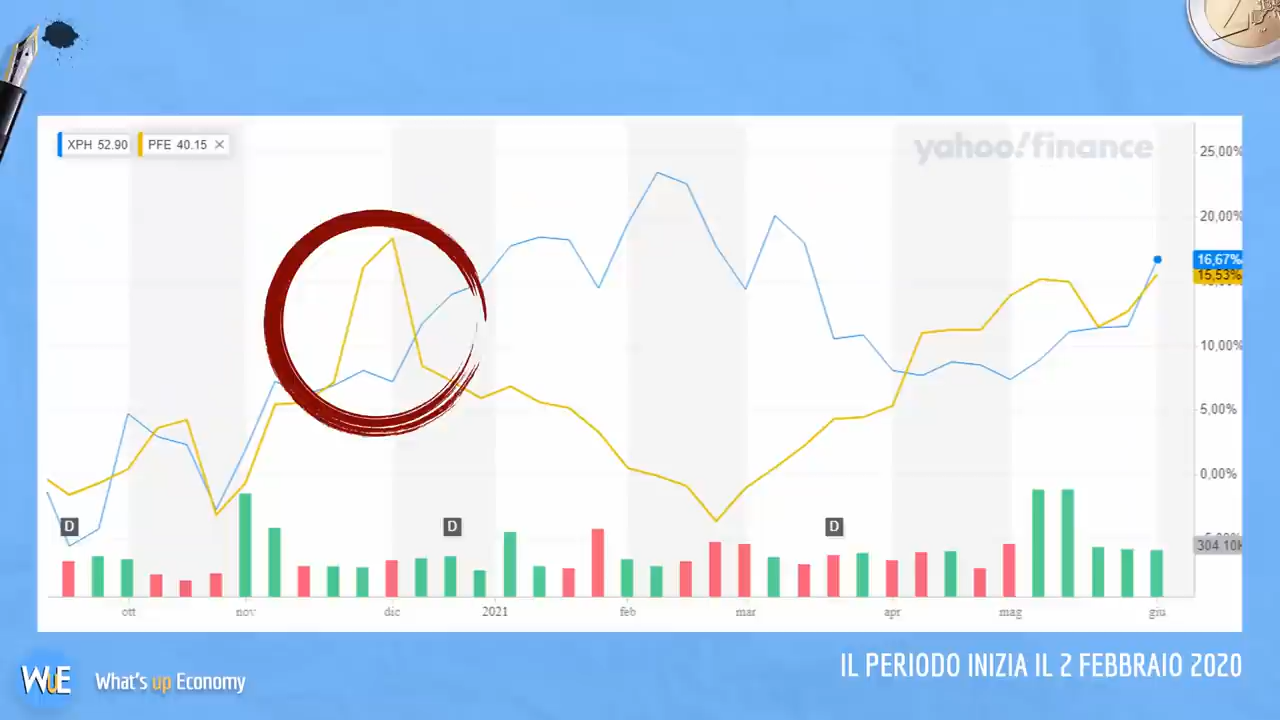 XPH 52.90 PFE 40.15 ✕
yahoo!finance
25,00%
20,00%
16,67%
15,53%
10,00%
5,00%
0,00%
D D D
304.10K
ott nov dic 2021 feb mar apr mag giu
IL PERIODO INIZIA IL 2 FEBBRAIO 2020
WuE What's up Economy